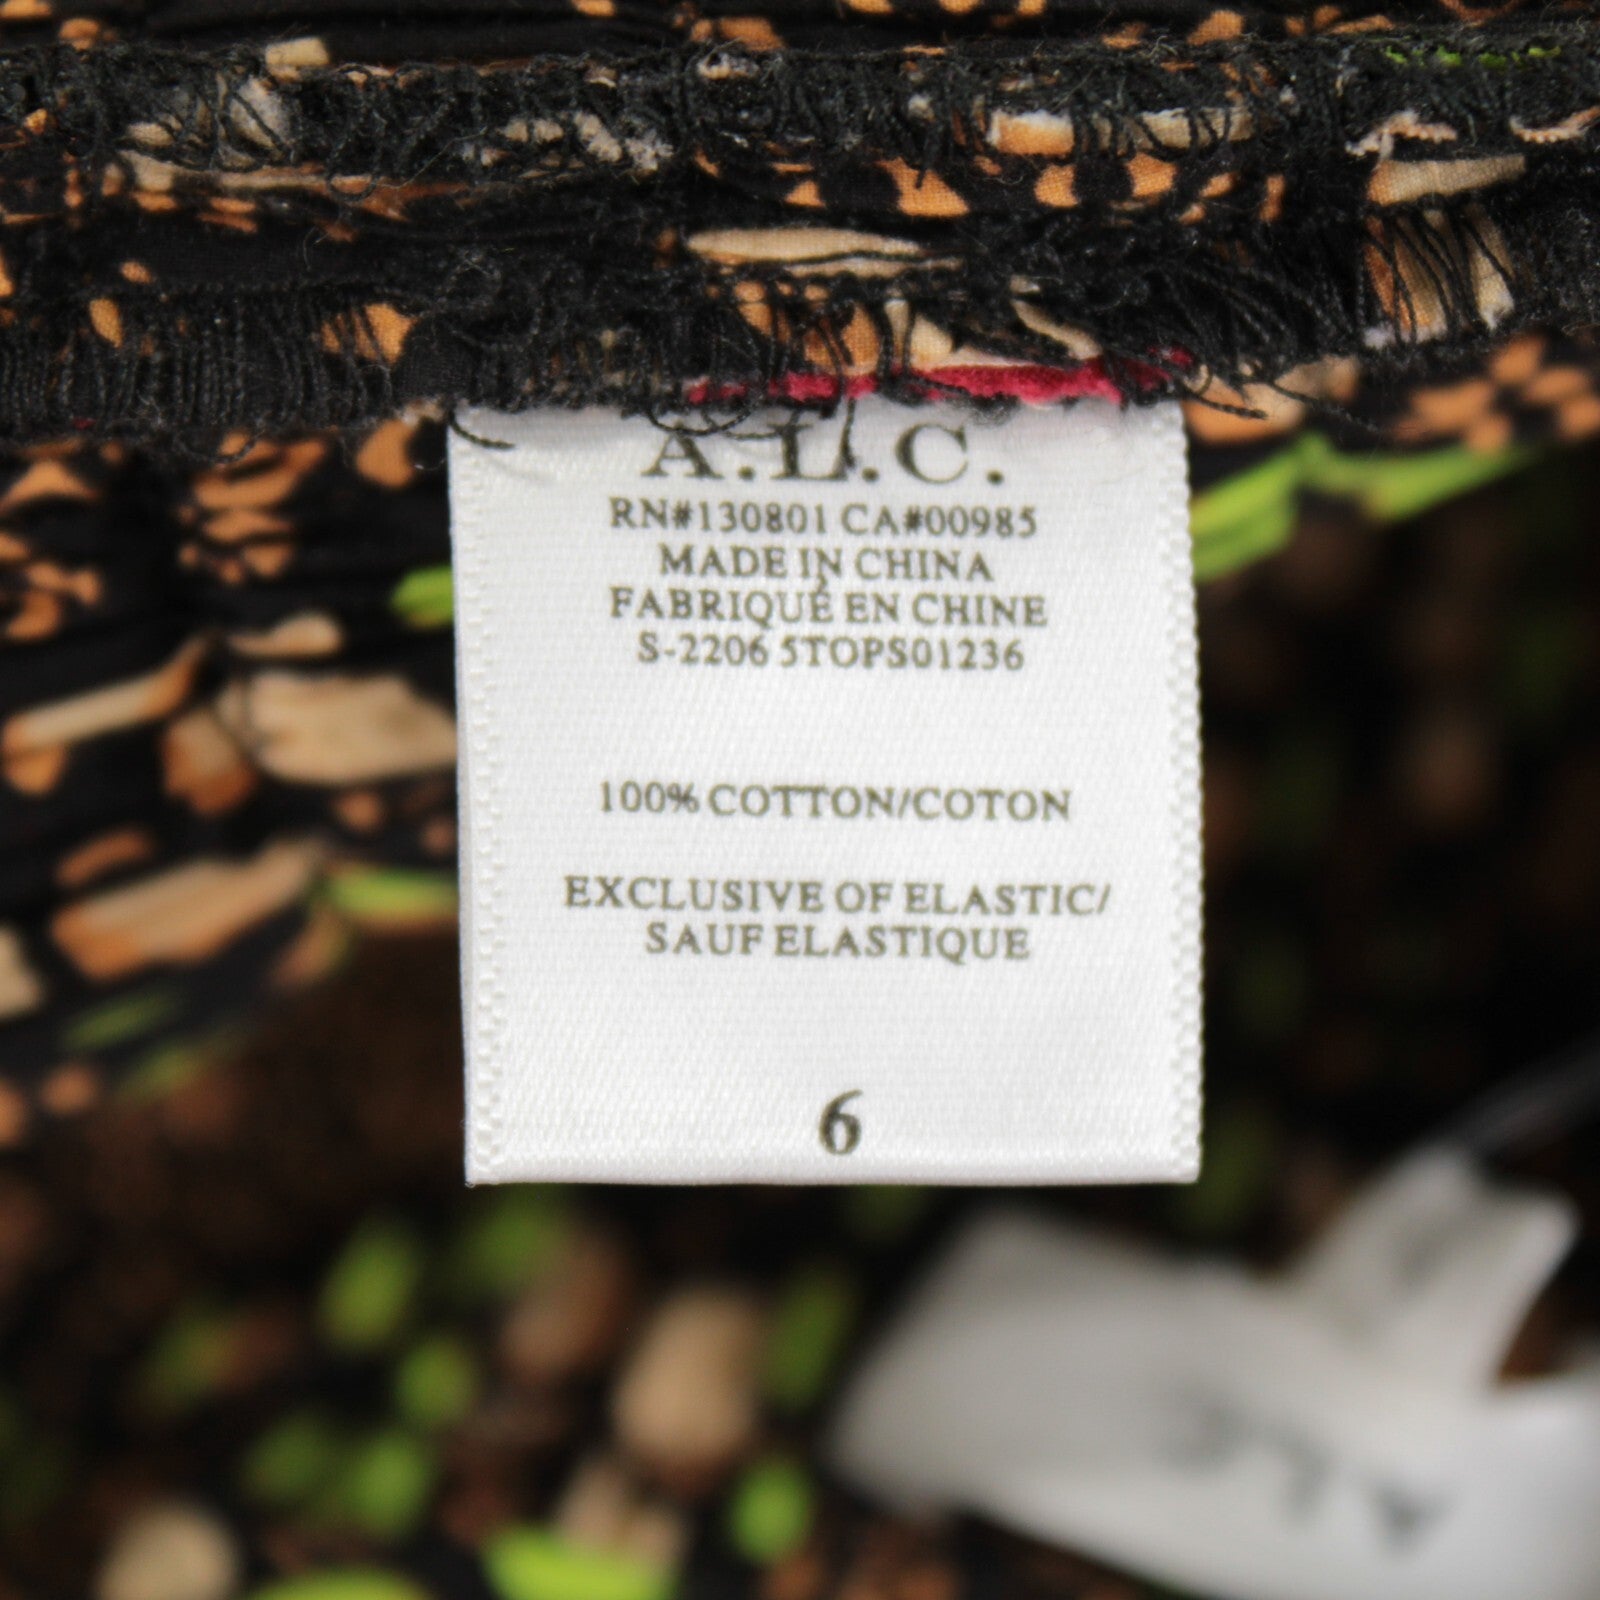 A.L.C.
RN#130801 CA#00985
MADE IN CHINA
FABRIQUÉ EN CHINE
S-2206 5TOPS01236
100% COTTON/COTON
EXCLUSIVE OF ELASTIC/
SAUF ELASTIQUE
6
A.L.C.